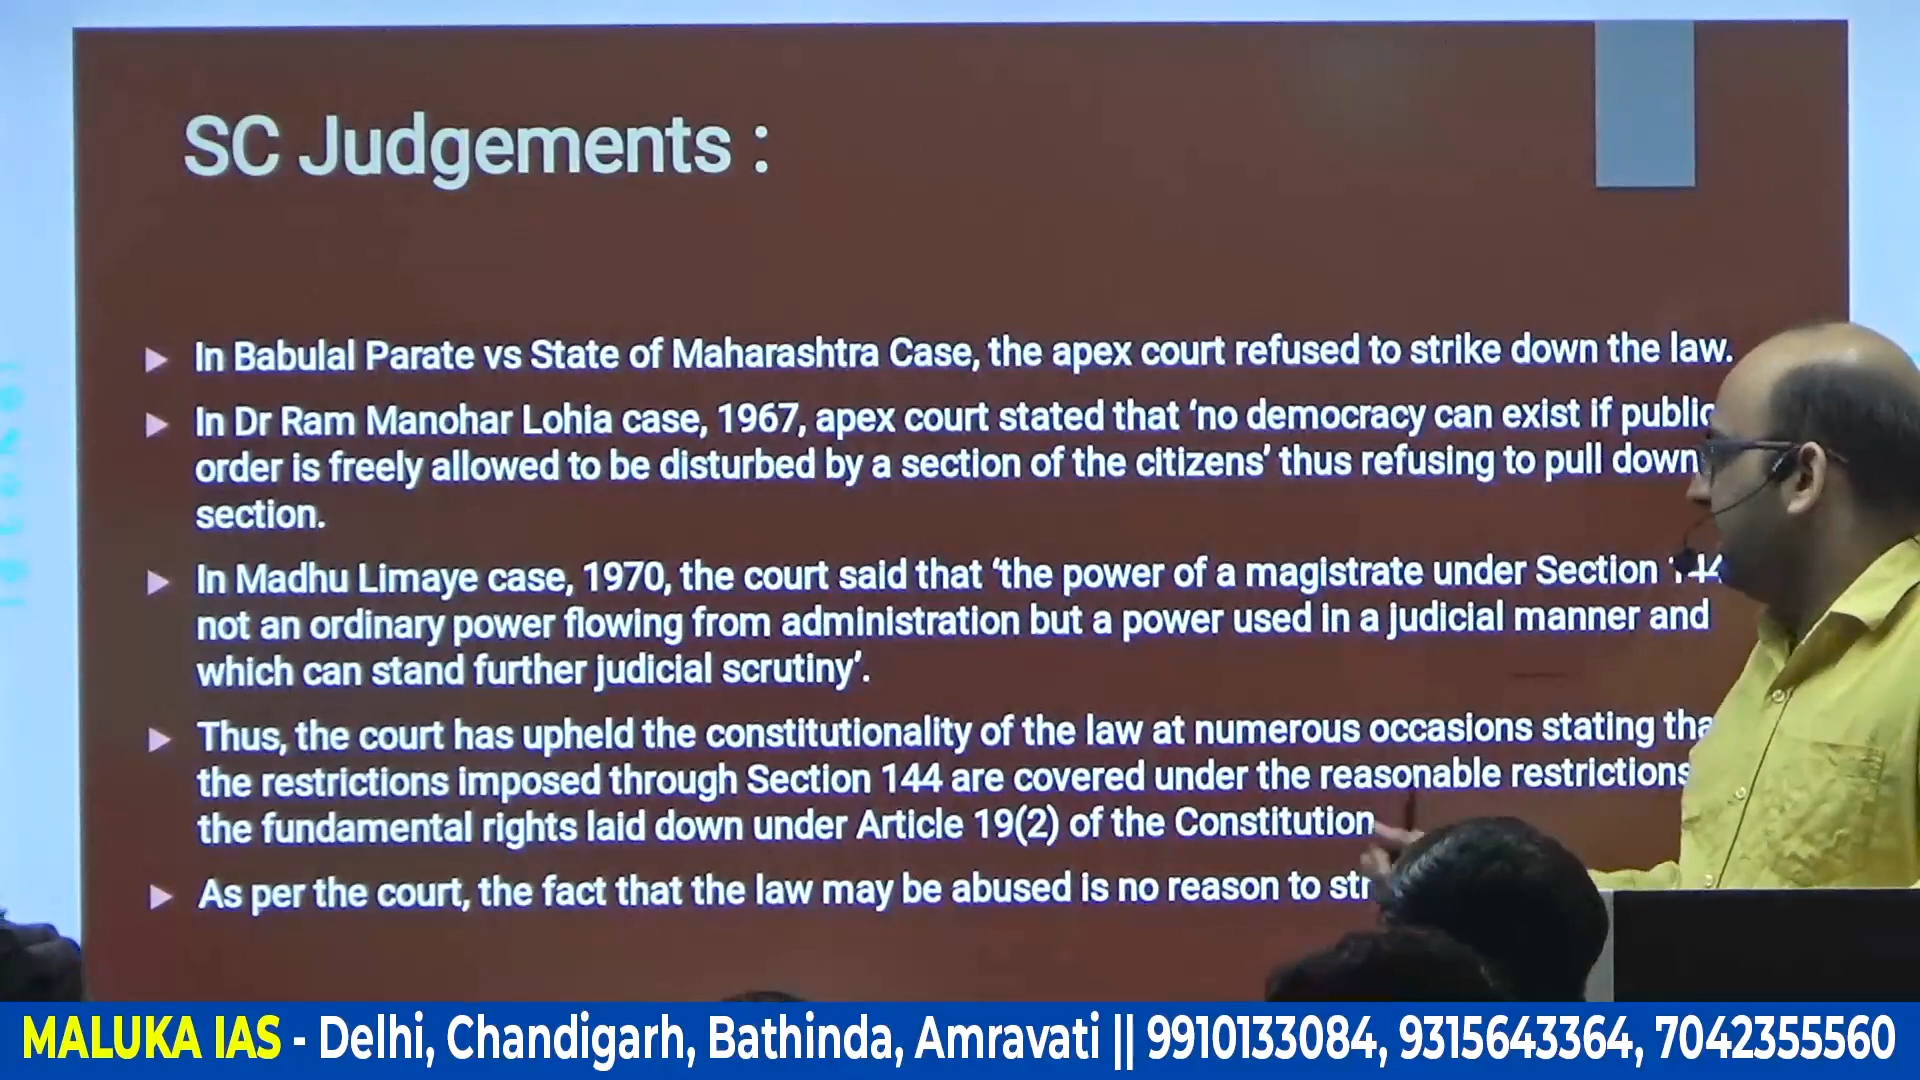 SC Judgements :
In Babulal Parate vs State of Maharashtra Case, the apex court refused to strike down the law.
In Dr Ram Manohar Lohia case, 1967, apex court stated that ‘no democracy can exist if public
order is freely allowed to be disturbed by a section of the citizens’ thus refusing to pull down
section.
In Madhu Limaye case, 1970, the court said that ‘the power of a magistrate under Section 144
not an ordinary power flowing from administration but a power used in a judicial manner and
which can stand further judicial scrutiny’.
Thus, the court has upheld the constitutionality of the law at numerous occasions stating
the restrictions imposed through Section 144 are covered under the reasonable restrictions
the fundamental rights laid down under Article 19(2) of the Constitution
As per the court, the fact that the law may be abused is no reason to
MALUKA IAS - Delhi, Chandigarh, Bathinda, Amravati || 9910133084, 9315643364, 7042355560